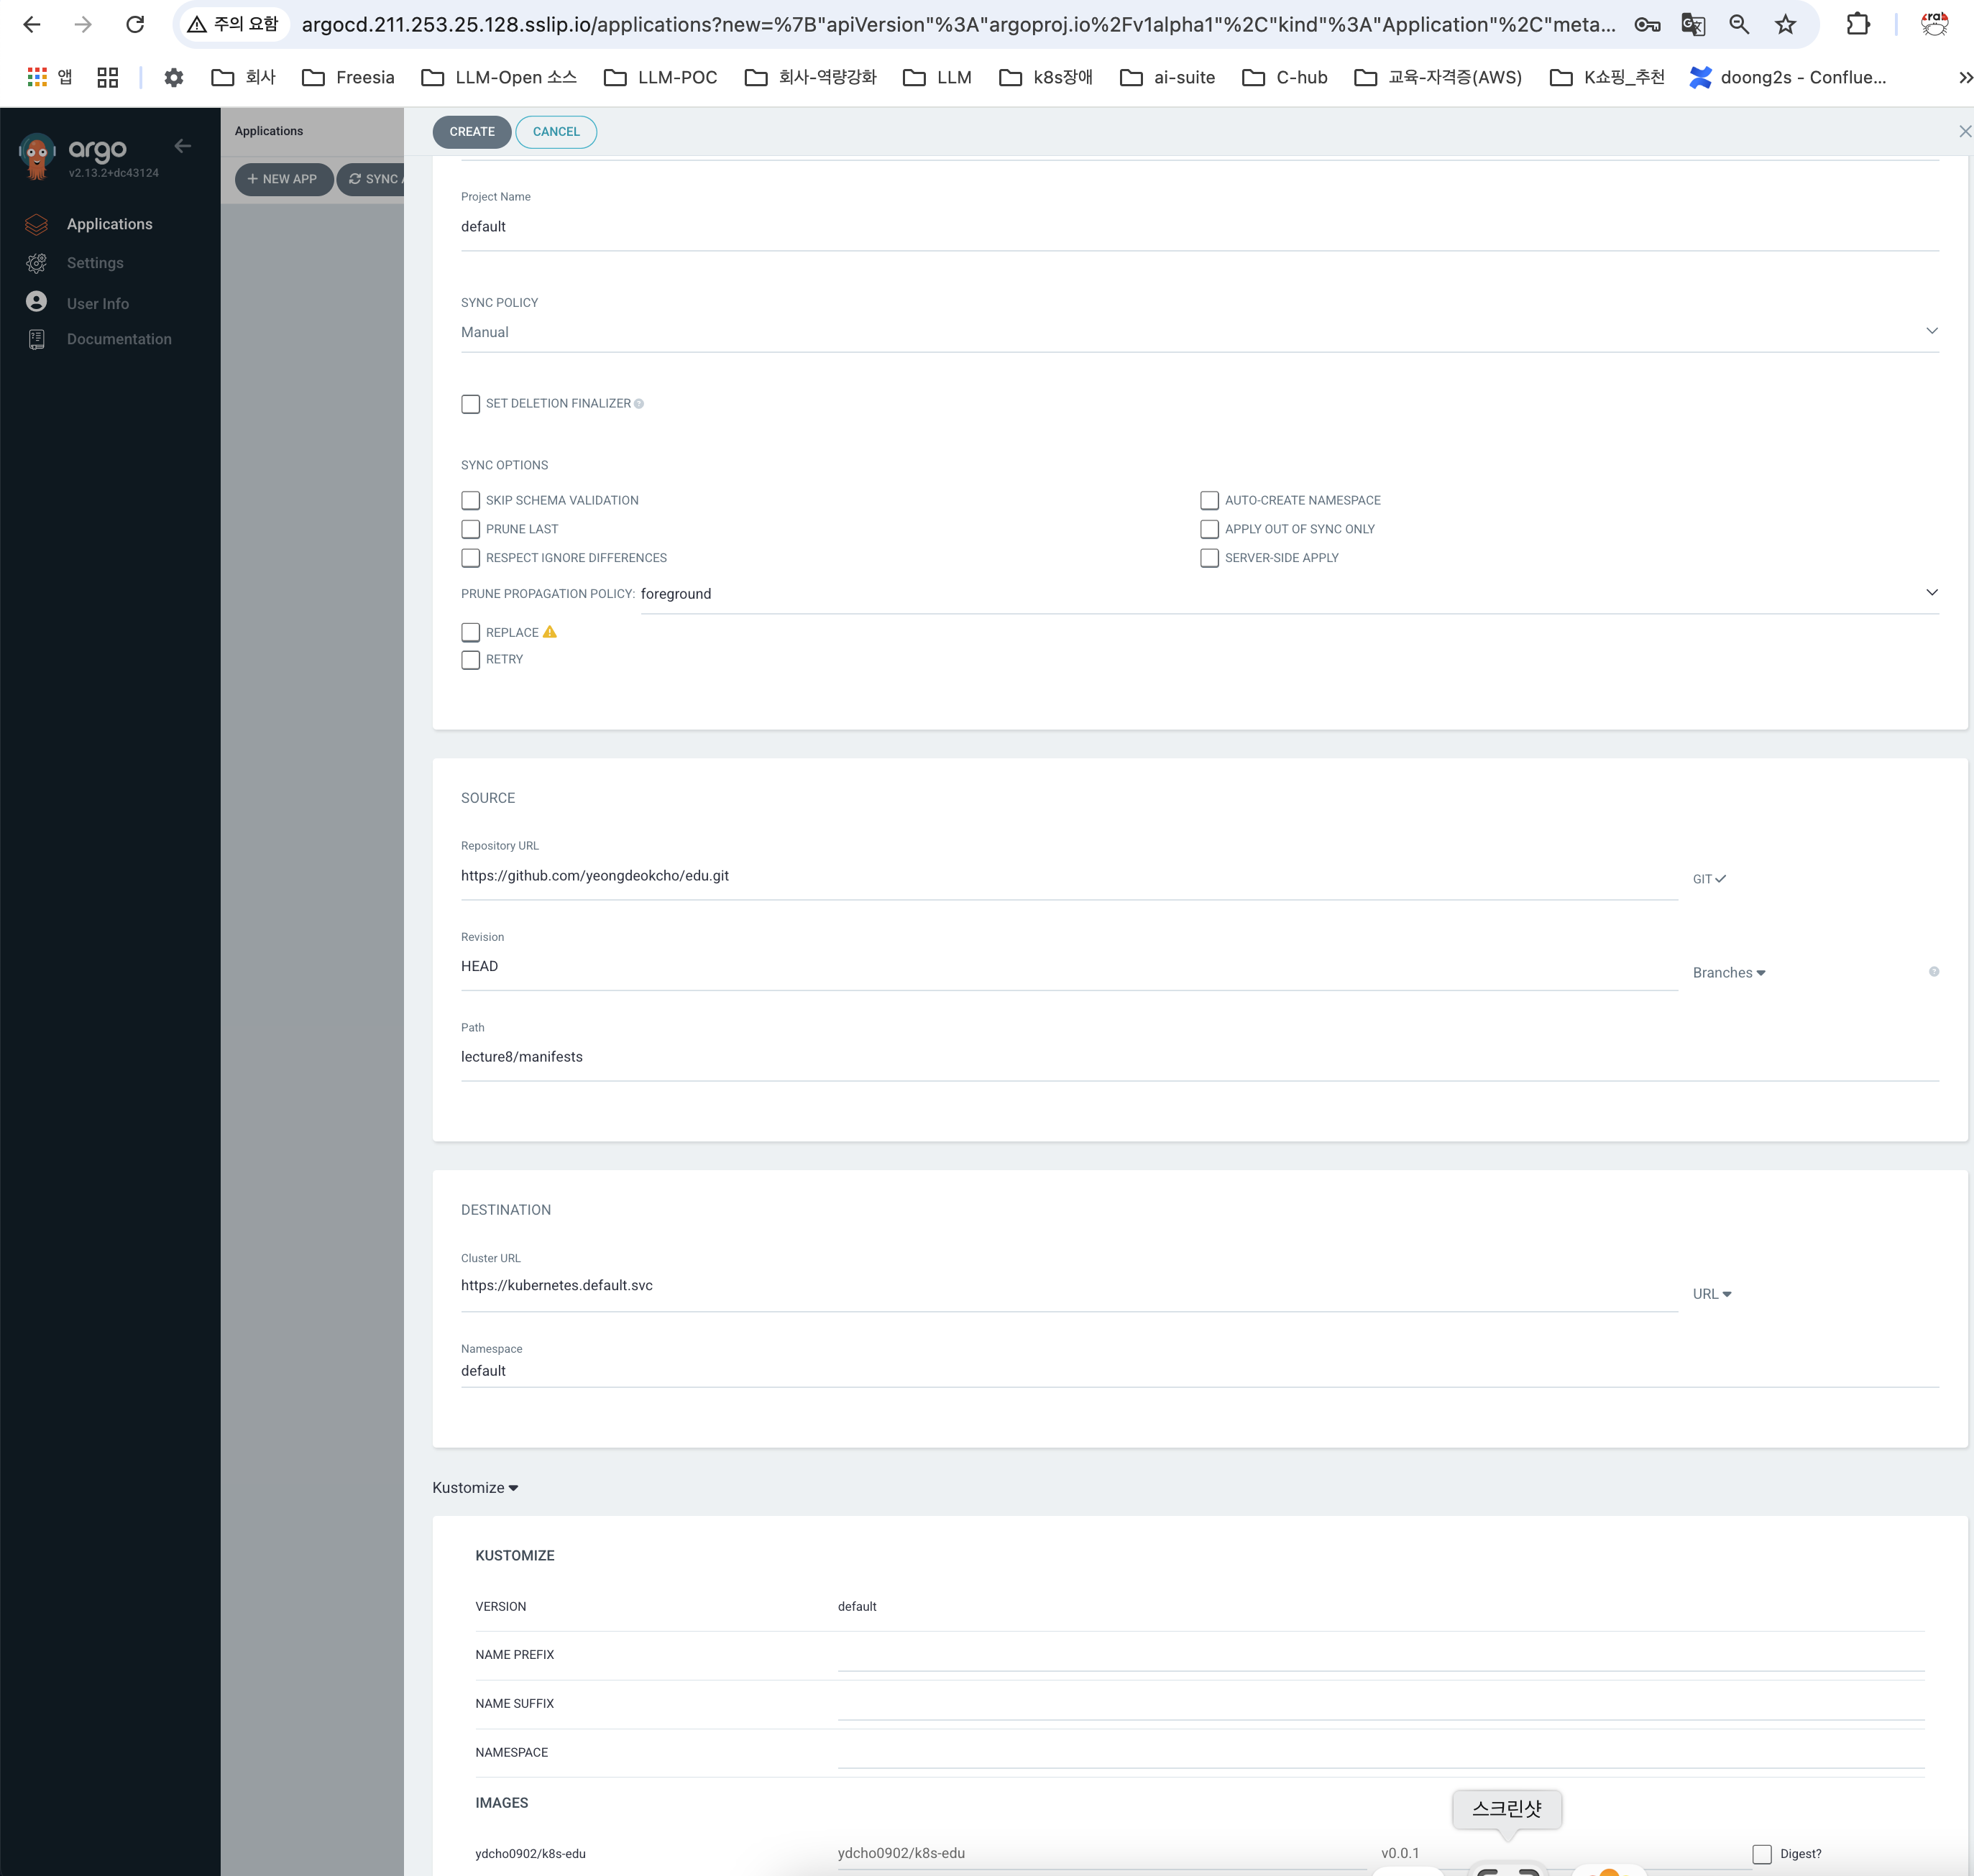 주의 요함
argocd.211.253.25.128.sslip.io/applications?new=%7B"apiVersion"%3A"argoproj.io%2Fv1alpha1"%2C"kind"%3A"Application"%2C"meta...
앱
회사
Freesia
LLM-Open 소스
LLM-POC
회사-역량강화
LLM
k8s장애
ai-suite
C-hub
교육-자격증(AWS)
K쇼핑_추천
doong2s - Conflue...
argo
v2.13.2+dc43124
Applications
Settings
User Info
Documentation
Applications
+ NEW APP
SYNC A
CREATE
CANCEL
Project Name
default
SYNC POLICY
Manual
SET DELETION FINALIZER
SYNC OPTIONS
SKIP SCHEMA VALIDATION
AUTO-CREATE NAMESPACE
PRUNE LAST
APPLY OUT OF SYNC ONLY
RESPECT IGNORE DIFFERENCES
SERVER-SIDE APPLY
PRUNE PROPAGATION POLICY: foreground
REPLACE
RETRY
SOURCE
Repository URL
https://github.com/yeongdeokcho/edu.git
GIT
Revision
HEAD
Branches
Path
lecture8/manifests
DESTINATION
Cluster URL
https://kubernetes.default.svc
URL
Namespace
default
Kustomize
KUSTOMIZE
VERSION
default
NAME PREFIX
NAME SUFFIX
NAMESPACE
IMAGES
스크린샷
ydcho0902/k8s-edu
ydcho0902/k8s-edu
v0.0.1
Digest?